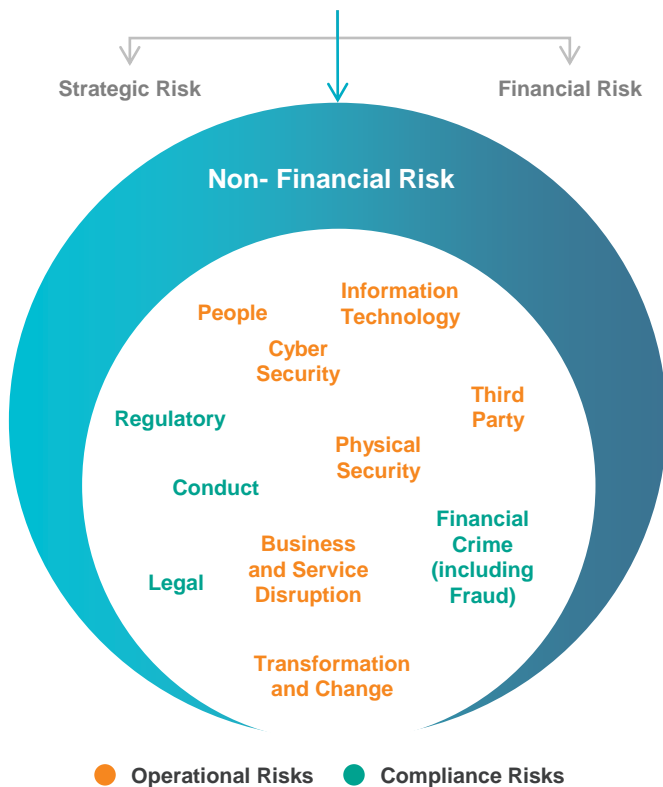 Strategic Risk
Financial Risk
Non- Financial Risk
People
Information
Technology
Cyber
Security
Third
Party
Regulatory
Physical
Security
Conduct
Financial
Crime
(including
Fraud)
Business
and Service
Disruption
Legal
Transformation
and Change
Operational Risks
Compliance Risks